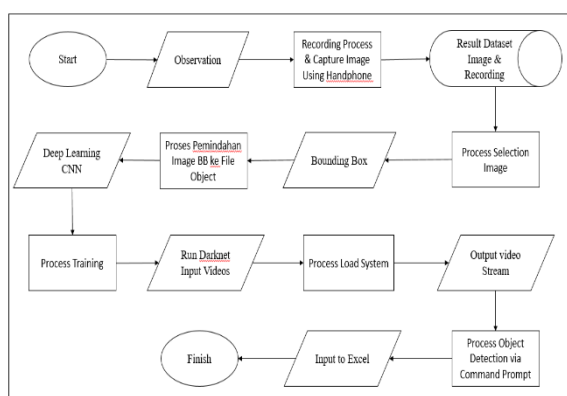 Start
Observation
Recording Process
& Capture Image
Using Handphone
Result Dataset
Image &
Recording
Process Selection
Image
Bounding Box
Proses Pemindahan
Image BB ke File
Object
Deep Learning
CNN
Process Training
Run Darknet
Input Videos
Process Load System
Output video
Stream
Process Object
Detection via
Command Prompt
Input to Excel
Finish